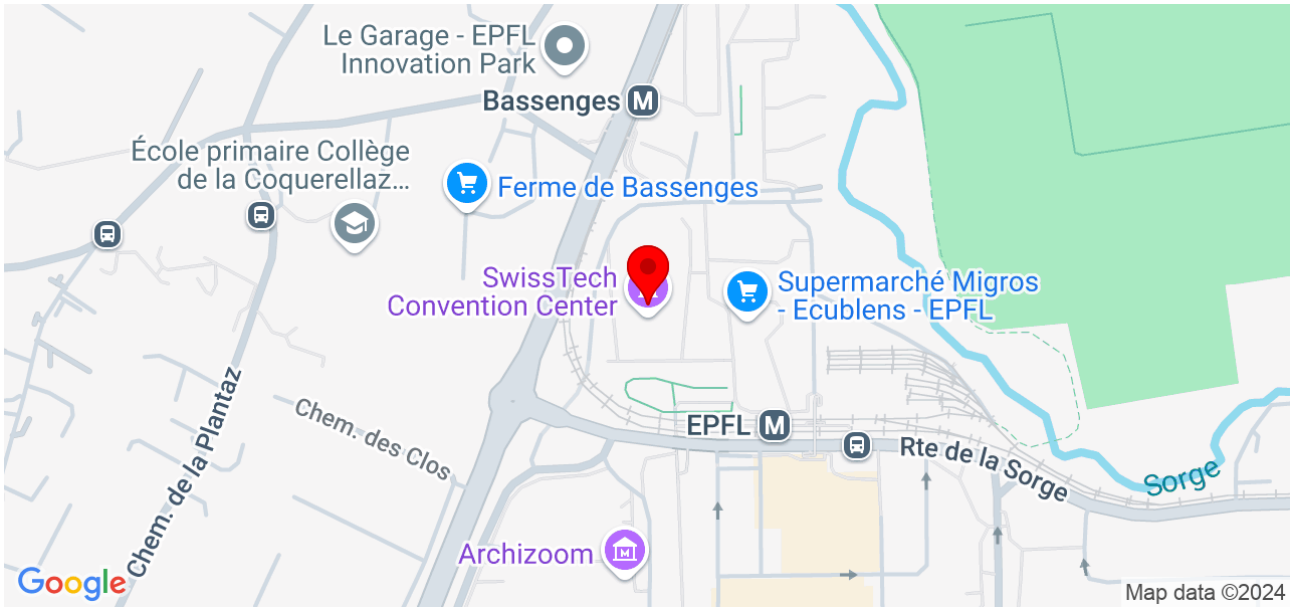 Le Garage - EPFL
Innovation Park
Bassenges M
École primaire Collège
de la Coquerellaz...
Ferme de Bassenges
SwissTech
Convention Center
Supermarché Migros
- Ecublens - EPFL
Chem. de la Plantaz
Chem. des Clos
EPFL M
Rte de la Sorge
Sorge
Archizoom
Google
Map data ©2024